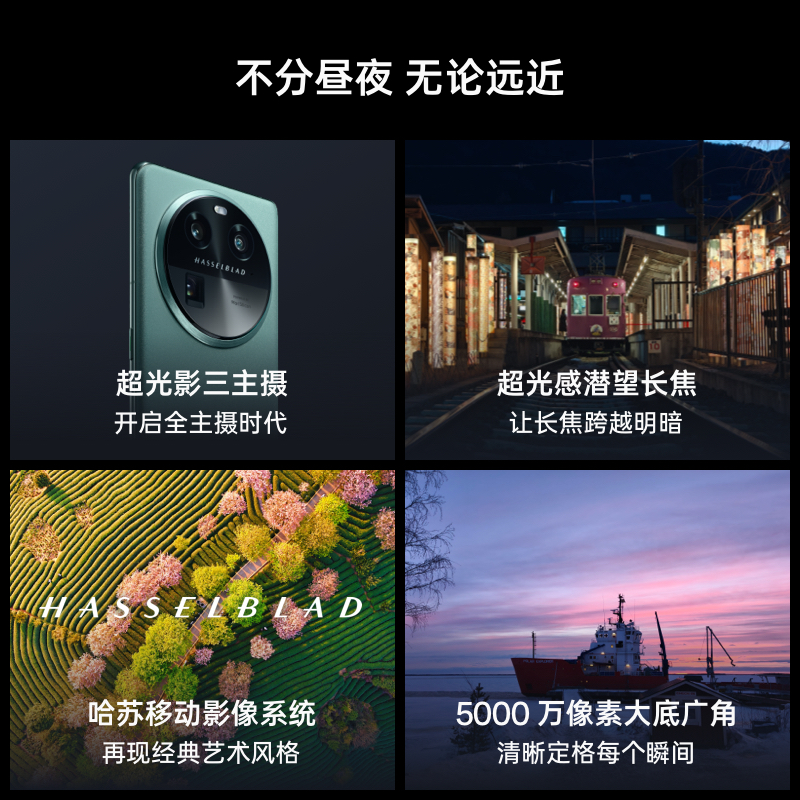 不分昼夜 无论远近
HASSELBLAD
超光影三主摄
开启全主摄时代
超光感潜望长焦
让长焦跨越明暗
HASSELBLAD
哈苏移动影像系统
再现经典艺术风格
5000 万像素大底广角
清晰定格每个瞬间